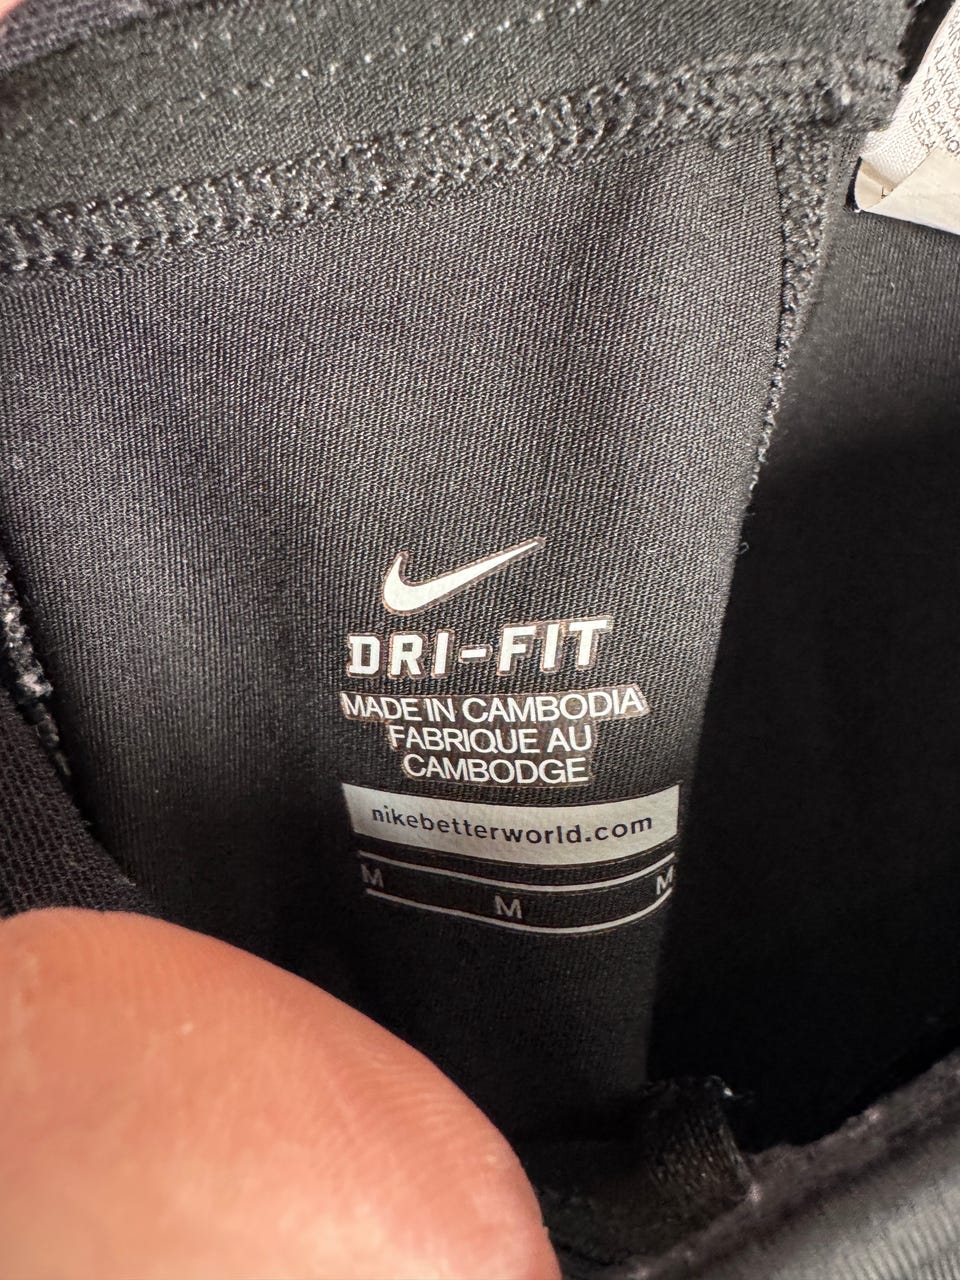 DRI-FIT
MADE IN CAMBODIA
FABRIQUE AU
CAMBODGE
nikebetterworld.com
M M M